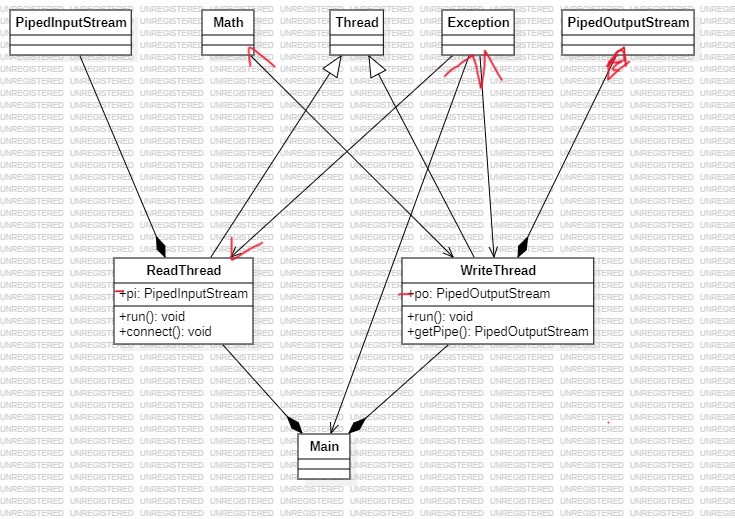 PipedInputStream
Math
Thread
Exception
PipedOutputStream
ReadThread
+pi: PipedInputStream
+run(): void
+connect(): void
WriteThread
+po: PipedOutputStream
+run(): void
+getPipe(): PipedOutputStream
Main
UNREGISTERED